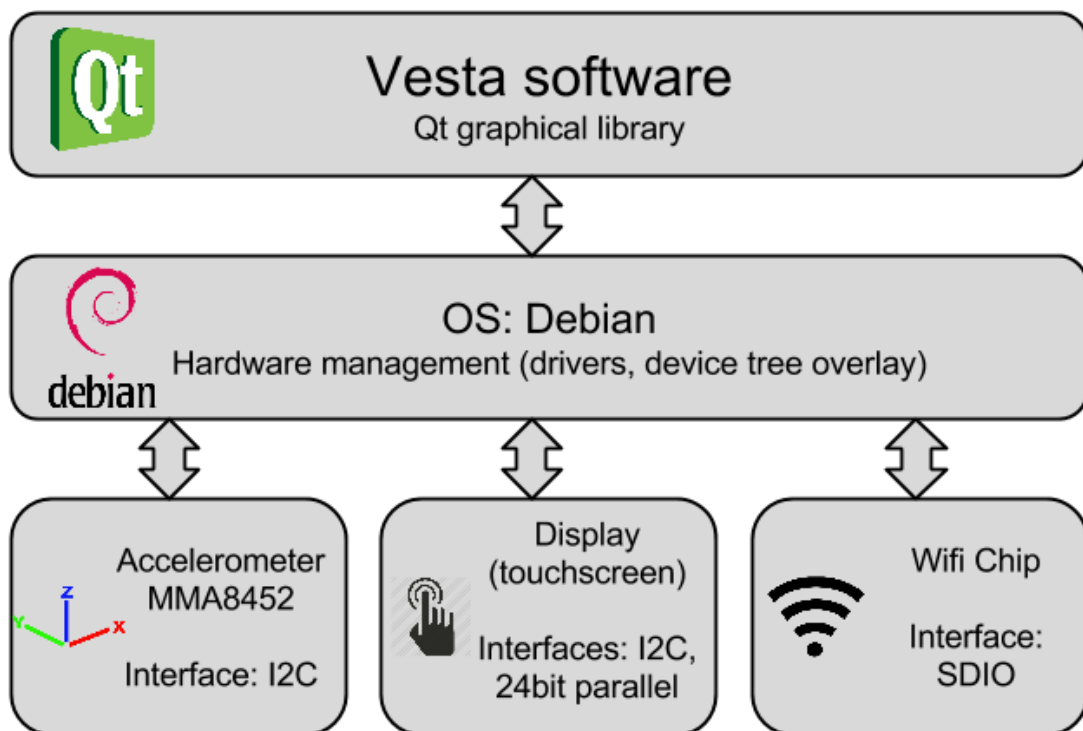 Qt
Vesta software
Qt graphical library
OS: Debian
Hardware management (drivers, device tree overlay)
debian
Accelerometer
MMA8452
Z
Y
X
Interface: I2C
Display
(touchscreen)
Interfaces: I2C,
24bit parallel
Wifi Chip
Interface:
SDIO